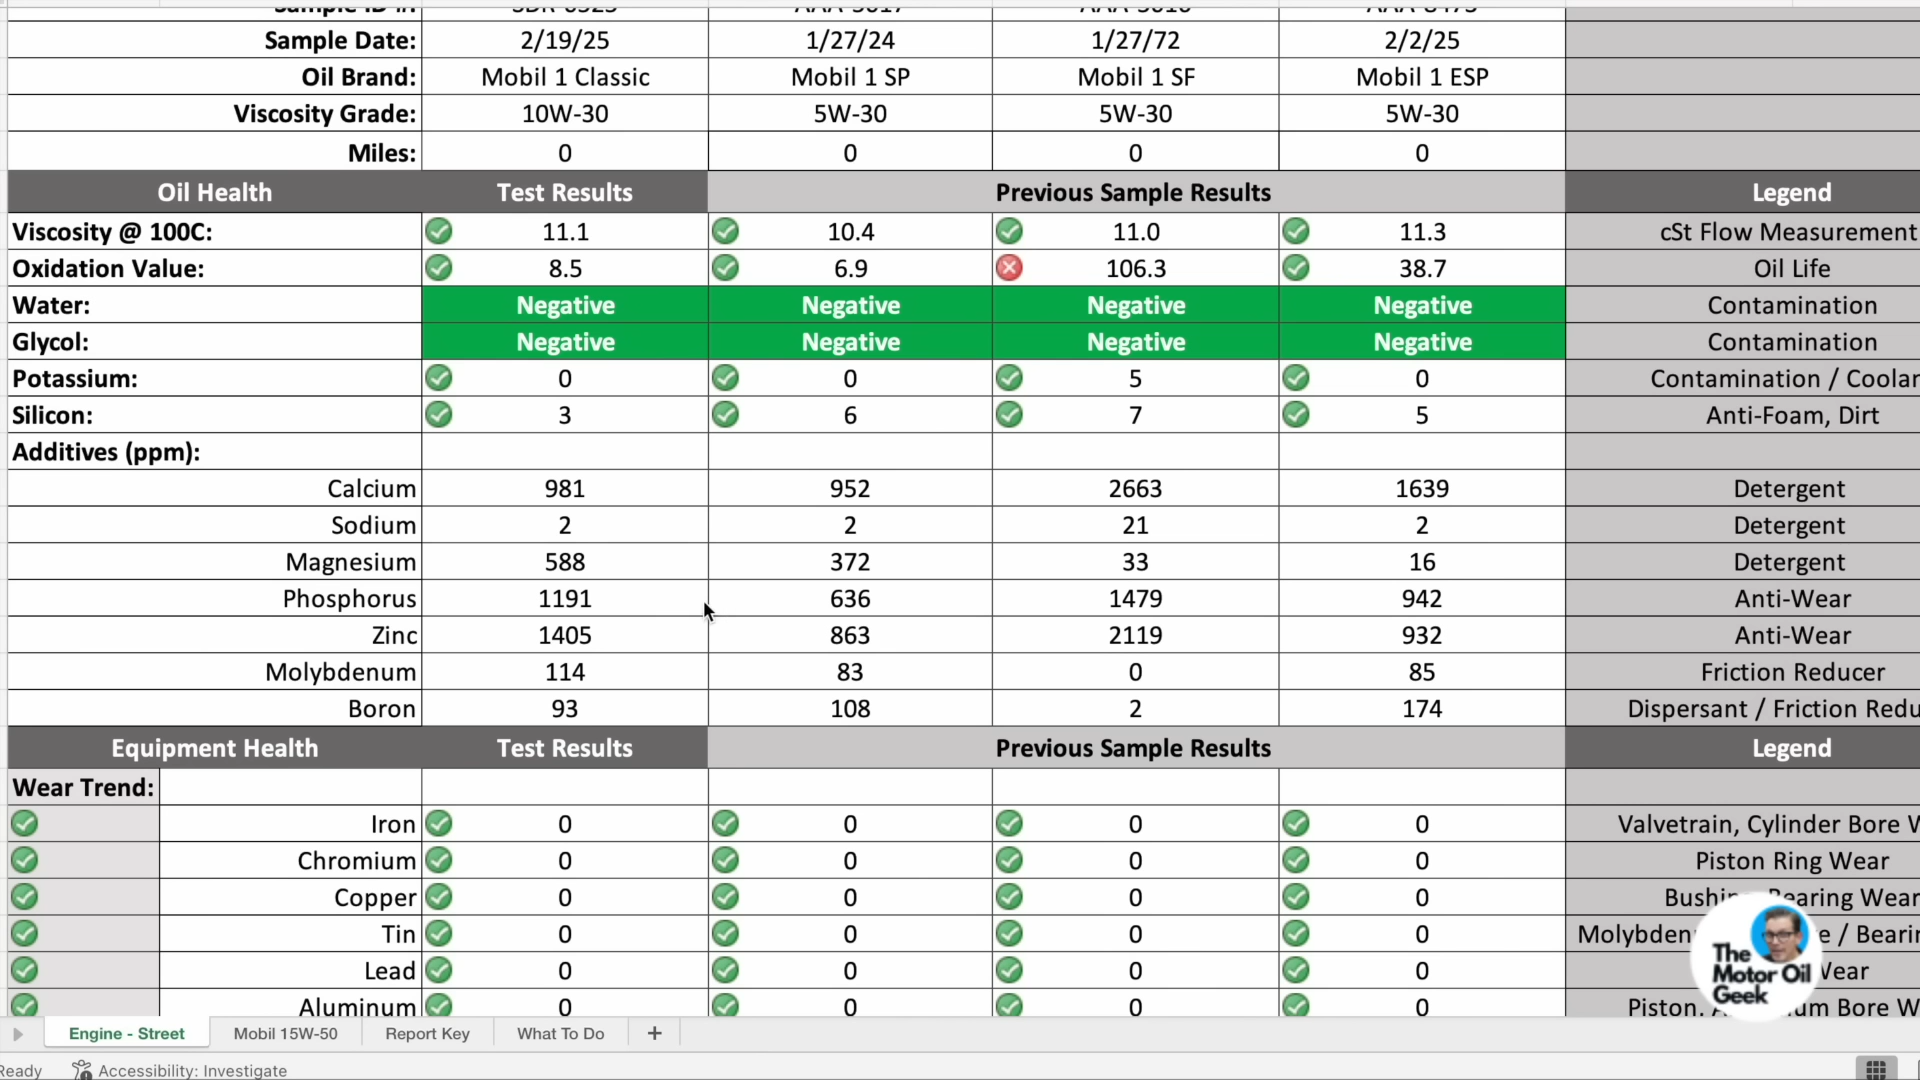 Sample Date: 2/19/25 1/27/24 1/27/72 2/2/25
Oil Brand: Mobil 1 Classic Mobil 1 SP Mobil 1 SF Mobil 1 ESP
Viscosity Grade: 10W-30 5W-30 5W-30 5W-30
Miles: 0 0 0 0
Oil Health Test Results Previous Sample Results Legend
Viscosity @ 100C: 11.1 10.4 11.0 11.3 cSt Flow Measurement
Oxidation Value: 8.5 6.9 106.3 38.7 Oil Life
Water: Negative Negative Negative Negative Contamination
Glycol: Negative Negative Negative Negative Contamination
Potassium: 0 0 5 0 Contamination / Coolan
Silicon: 3 6 7 5 Anti-Foam, Dirt
Additives (ppm):
Calcium 981 952 2663 1639 Detergent
Sodium 2 2 21 2 Detergent
Magnesium 588 372 33 16 Detergent
Phosphorus 1191 636 1479 942 Anti-Wear
Zinc 1405 863 2119 932 Anti-Wear
Molybdenum 114 83 0 85 Friction Reducer
Boron 93 108 2 174 Dispersant / Friction Redu
Equipment Health Test Results Previous Sample Results Legend
Wear Trend:
Iron 0 0 0 0 Valvetrain, Cylinder Bore W
Chromium 0 0 0 0 Piston Ring Wear
Copper 0 0 0 0 Bearing Wear
Tin 0 0 0 0 Molybden / Bearin
Lead 0 0 0 0 Wear
Aluminum 0 0 0 0 Piston, Bore W
The
Motor Oil
Geek
Engine - Street Mobil 15W-50 Report Key What To Do +
Ready Accessibility: Investigate